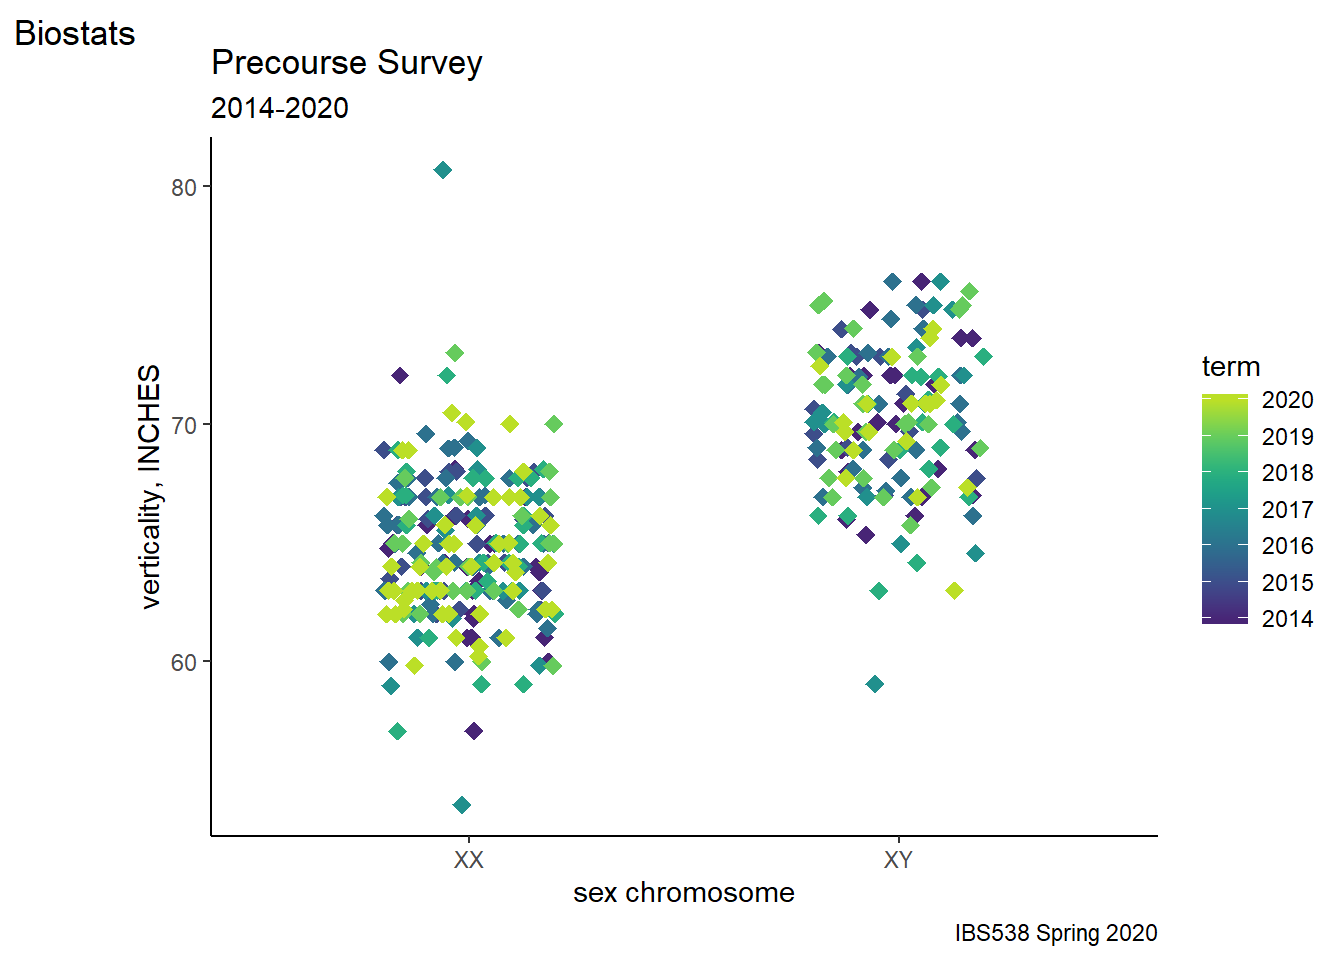 Biostats
Precourse Survey
2014-2020
verticality, INCHES
80
70
60
XX
XY
sex chromosome
term
2020
2019
2018
2017
2016
2015
2014
IBS538 Spring 2020